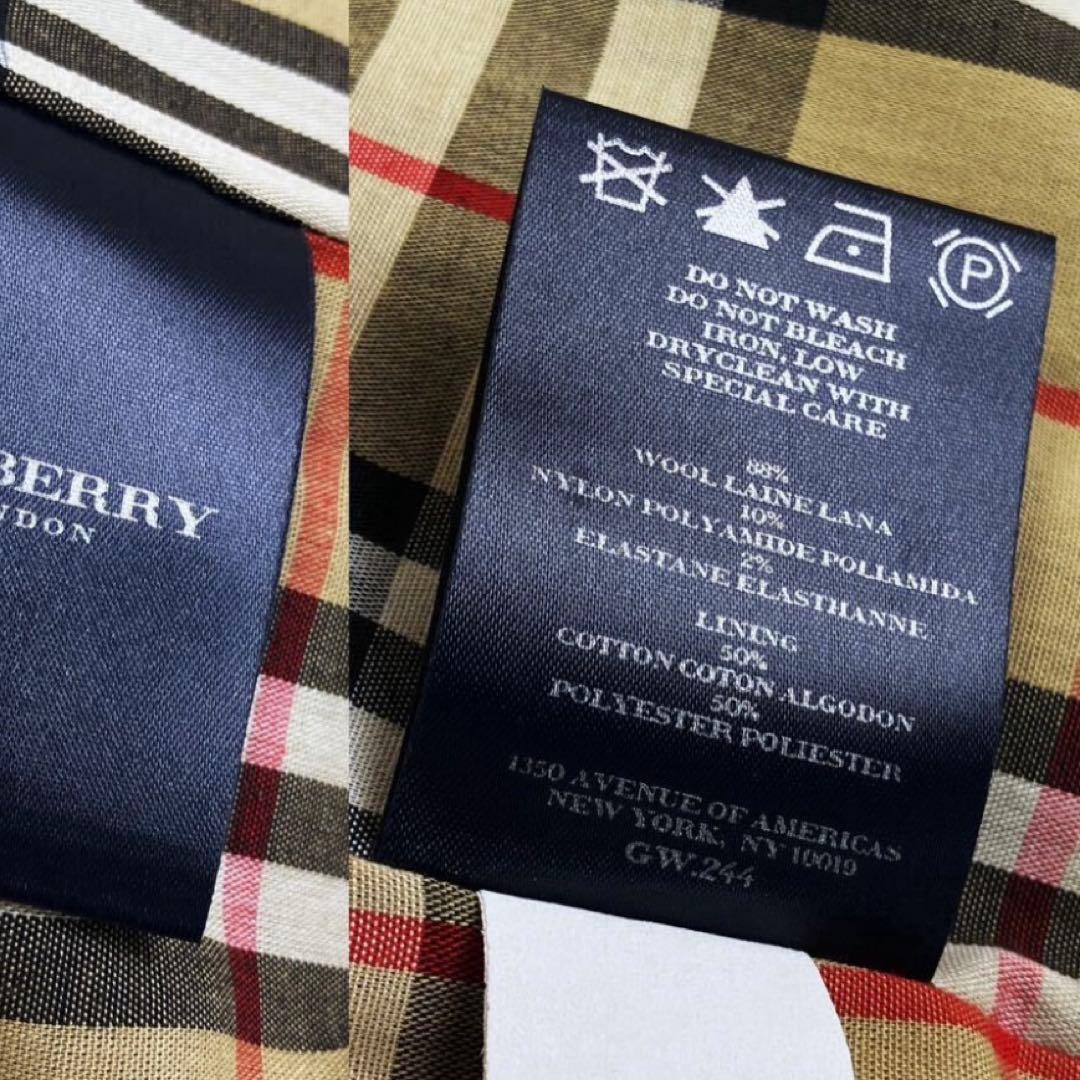 BERRY
NDON
P
DO NOT WASH
DO NOT BLEACH
IRON, LOW
DRYCLEAN WITH
SPECIAL CARE
88%
WOOL LAINE LANA
10%
NYLON POLYAMIDE POLIAMIDA
2%
ELASTANE ELASTHANNE
LINING
50%
COTTON COTON ALGODON
50%
POLYESTER POLIESTER
1350 AVENUE OF AMERICAS
NEW YORK, NY 10019
GW.244